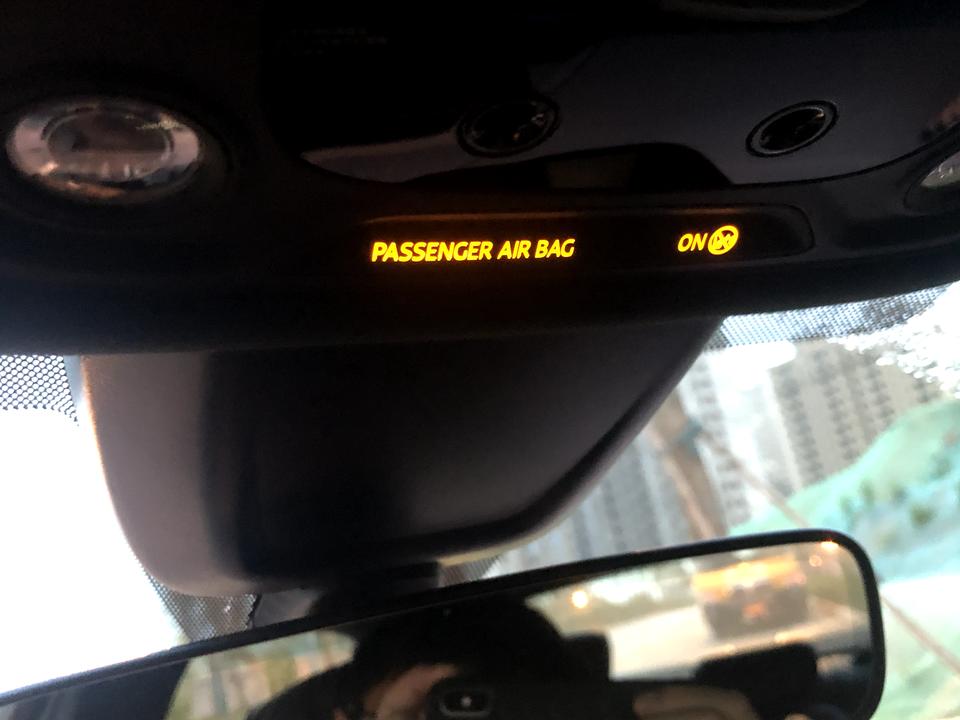 PASSENGER AIR BAG ON